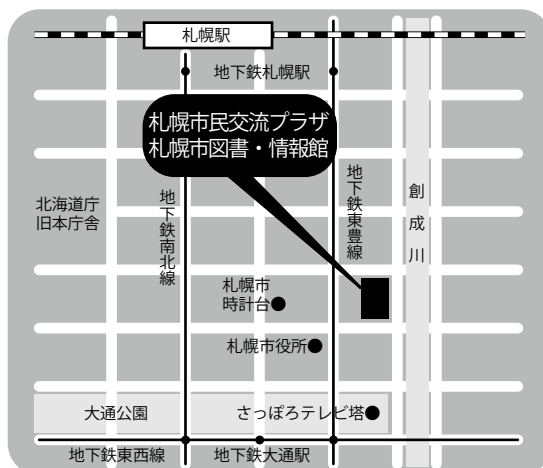 札幌駅
地下鉄札幌駅
札幌市民交流プラザ
札幌市図書・情報館
北海道庁
旧本庁舎
地下鉄南北線
地下鉄東豊線
創成川
札幌市
時計台
札幌市役所
大通公園
さっぽろテレビ塔
地下鉄東西線
地下鉄大通駅